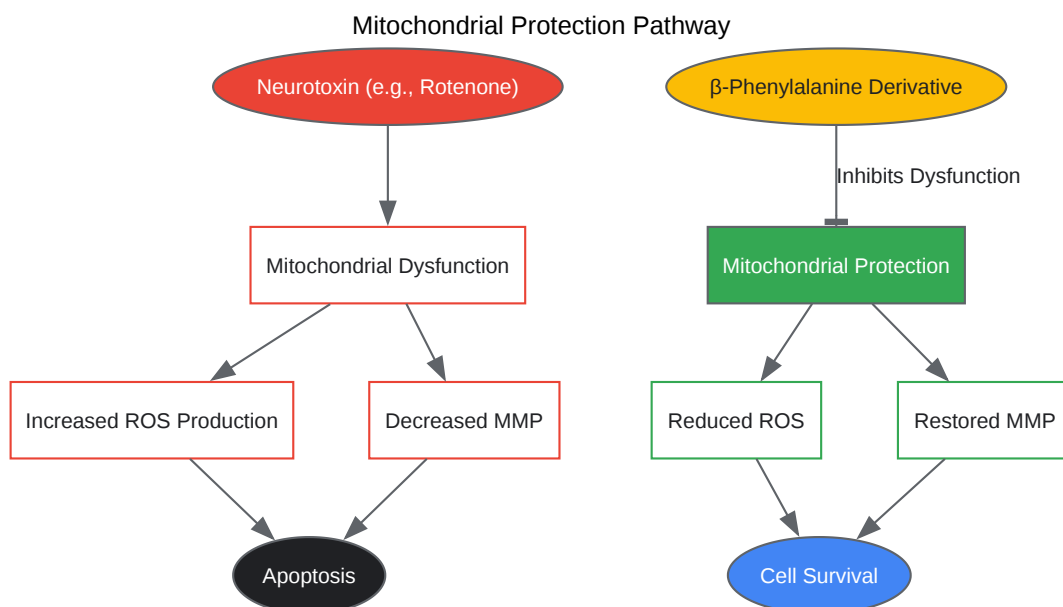 Mitochondrial Protection Pathway
Neurotoxin (e.g., Rotenone)
β-Phenylalanine Derivative
Inhibits Dysfunction
Mitochondrial Dysfunction
Mitochondrial Protection
Increased ROS Production
Decreased MMP
Reduced ROS
Restored MMP
Apoptosis
Cell Survival